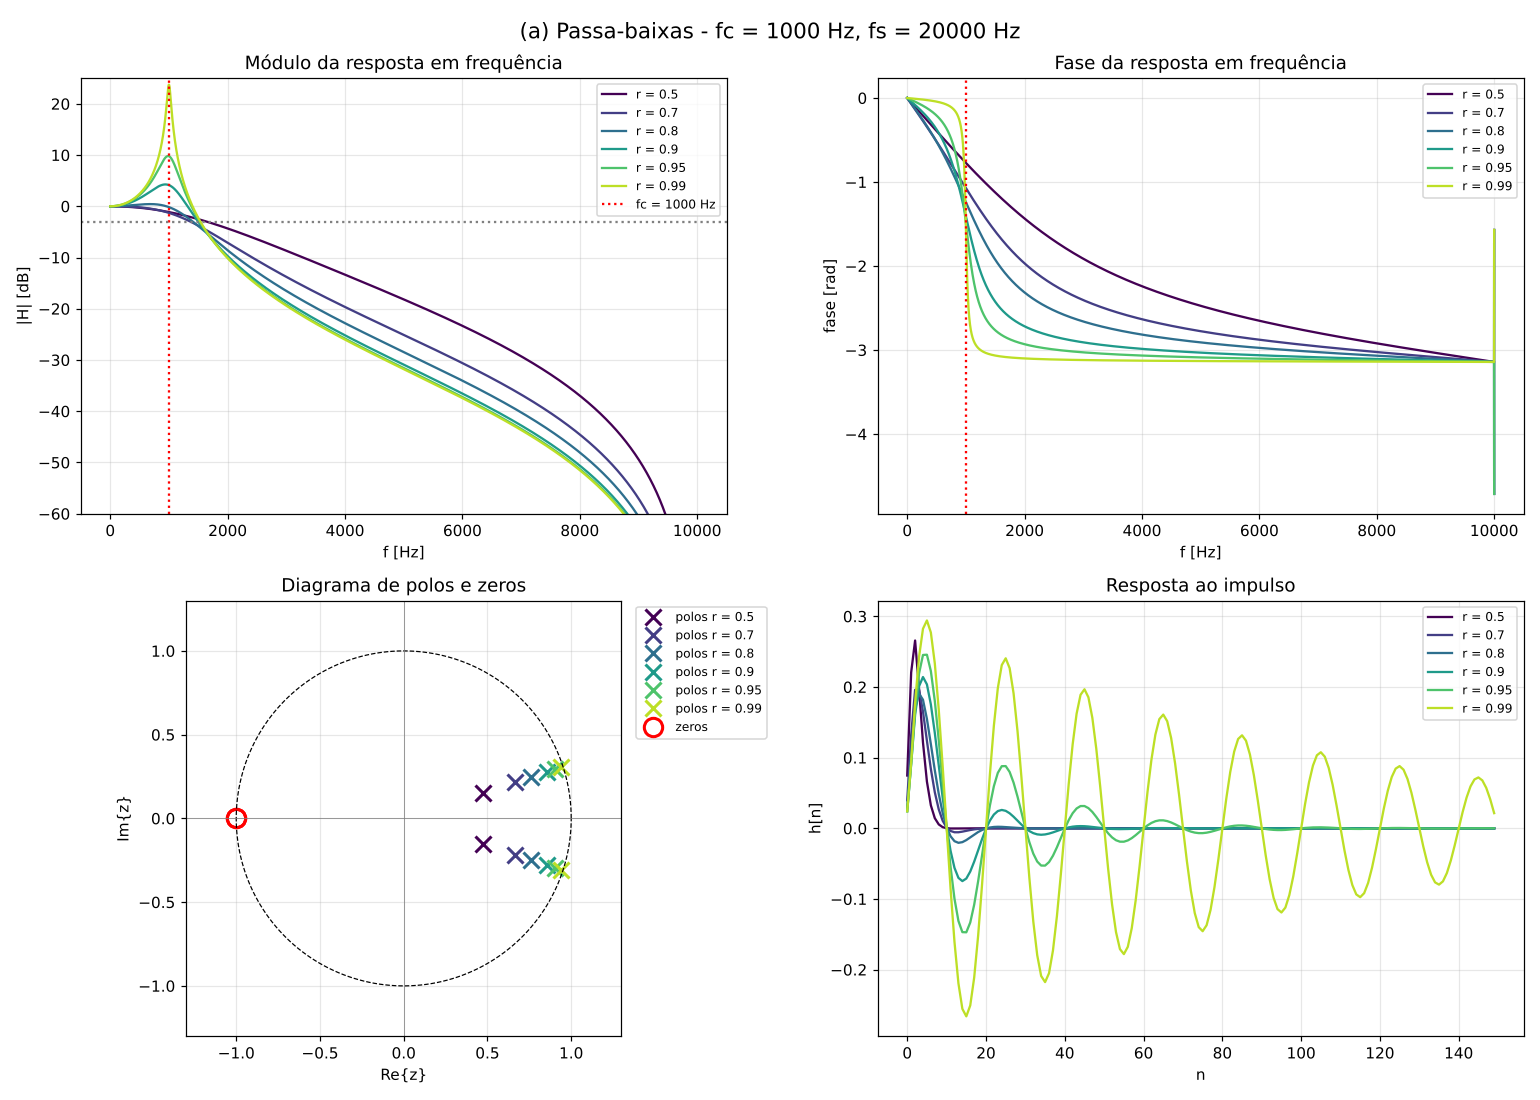 (a) Passa-baixas - fc = 1000 Hz, fs = 20000 Hz
Módulo da resposta em frequência
|H| [dB]
20
10
0
−10
−20
−30
−40
−50
−60
0 2000 4000 6000 8000 10000
f [Hz]
r = 0.5
r = 0.7
r = 0.8
r = 0.9
r = 0.95
r = 0.99
fc = 1000 Hz
Fase da resposta em frequência
fase [rad]
0
−1
−2
−3
−4
0 2000 4000 6000 8000 10000
f [Hz]
r = 0.5
r = 0.7
r = 0.8
r = 0.9
r = 0.95
r = 0.99
Diagrama de polos e zeros
Im{z}
1.0
0.5
0.0
−0.5
−1.0
−1.0 −0.5 0.0 0.5 1.0
Re{z}
polos r = 0.5
polos r = 0.7
polos r = 0.8
polos r = 0.9
polos r = 0.95
polos r = 0.99
zeros
Resposta ao impulso
h[n]
0.3
0.2
0.1
0.0
−0.1
−0.2
0 20 40 60 80 100 120 140
n
r = 0.5
r = 0.7
r = 0.8
r = 0.9
r = 0.95
r = 0.99